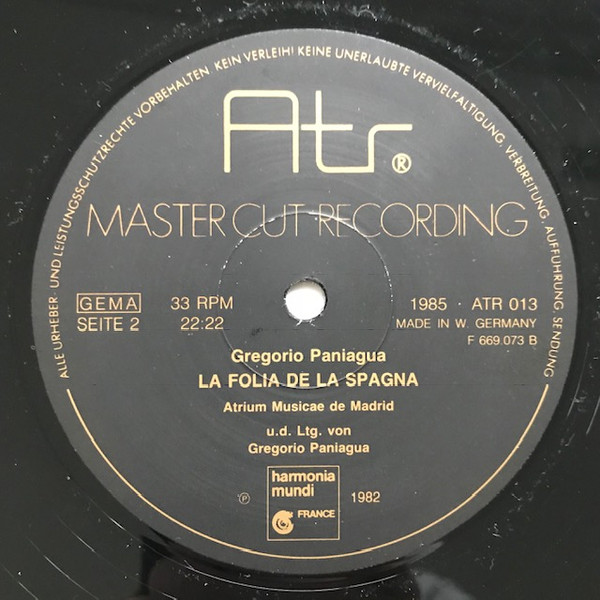 ALLE URHEBER- UND LEISTUNGSSCHUTZRECHTE VORBEHALTEN KEIN VERLEIH! KEINE UNERLAUBTE VERVIELFÄLTIGUNG, VERBREITUNG, AUFFÜHRUNG, SENDUNG
Atr.®
MASTER CUT RECORDING
GEMA 33 RPM 1985 · ATR 013
SEITE 2 22:22 MADE IN W. GERMANY
F 669.073 B
Gregorio Paniagua
LA FOLIA DE LA SPAGNA
Atrium Musicae de Madrid
u.d. Ltg. von
Gregorio Paniagua
harmonia
mundi
FRANCE
℗ 1982